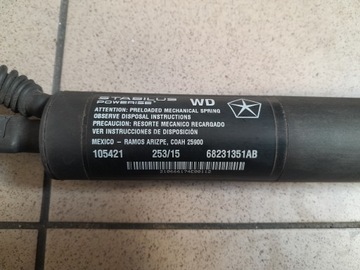 STABILUS
POWERISE
WD
ATTENTION: PRELOADED MECHANICAL SPRING
OBSERVE DISPOSAL INSTRUCTIONS
PRECAUCION: RESORTE MECANICO RECARGADO
VER INSTRUCCIONES DE DISPOSICIÓN
MEXICO – RAMOS ARIZPE, COAH 25900
105421 253/15 68231351AB